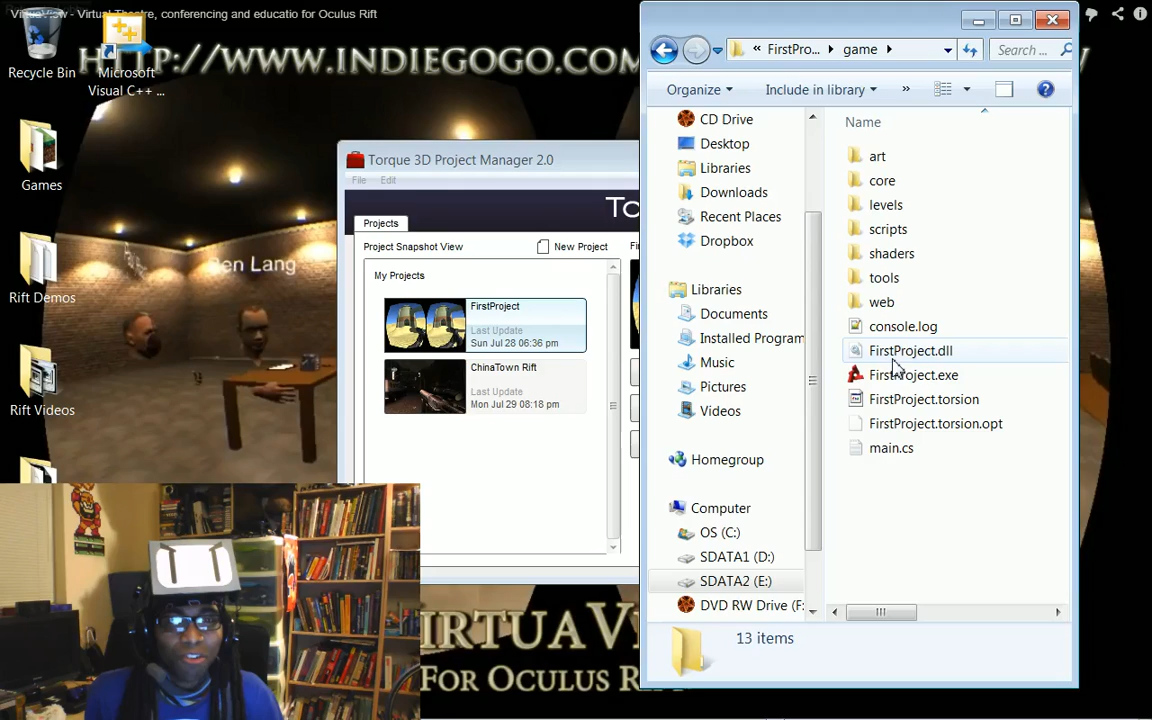 VirtuaView - Virtual Theatre, conferencing and educatio for Oculus Rift
HTTP://WWW.INDIEGOGO.COM
Recycle Bin
Microsoft
Visual C++ ...
Games
Rift Demos
Rift Videos
Ben Lang
Torque 3D Project Manager 2.0
File Edit
To
Projects
Project Snapshot View
New Project
My Projects
FirstProject
Last Update
Sun Jul 28 06:36 pm
ChinaTown Rift
Last Update
Mon Jul 29 08:18 pm
« FirstPro... game
Search ...
Organize
Include in library
»
CD Drive
Desktop
Libraries
Downloads
Recent Places
Dropbox
Libraries
Documents
Installed Program
Music
Pictures
Videos
Homegroup
Computer
OS (C:)
SDATA1 (D:)
SDATA2 (E:)
DVD RW Drive (F:
Name
art
core
levels
scripts
shaders
tools
web
console.log
FirstProject.dll
FirstProject.exe
FirstProject.torsion
FirstProject.torsion.opt
main.cs
13 items
IRTUAV
FOR OCULUS RI